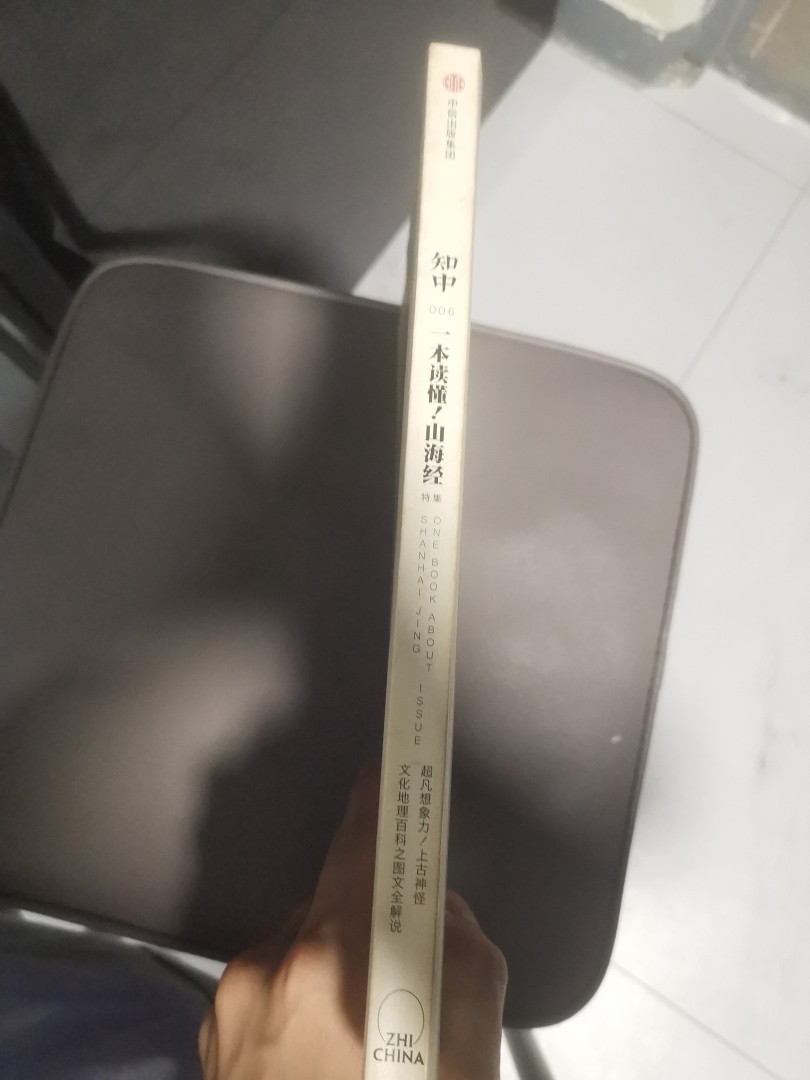 中信出版集团
知中
006
一本读懂！山海经
特集
ONE BOOK ABOUT
SHANHAI JING ISSUE
超凡想象力／上古神怪
文化地理百科之图文全解说
ZHI
CHINA